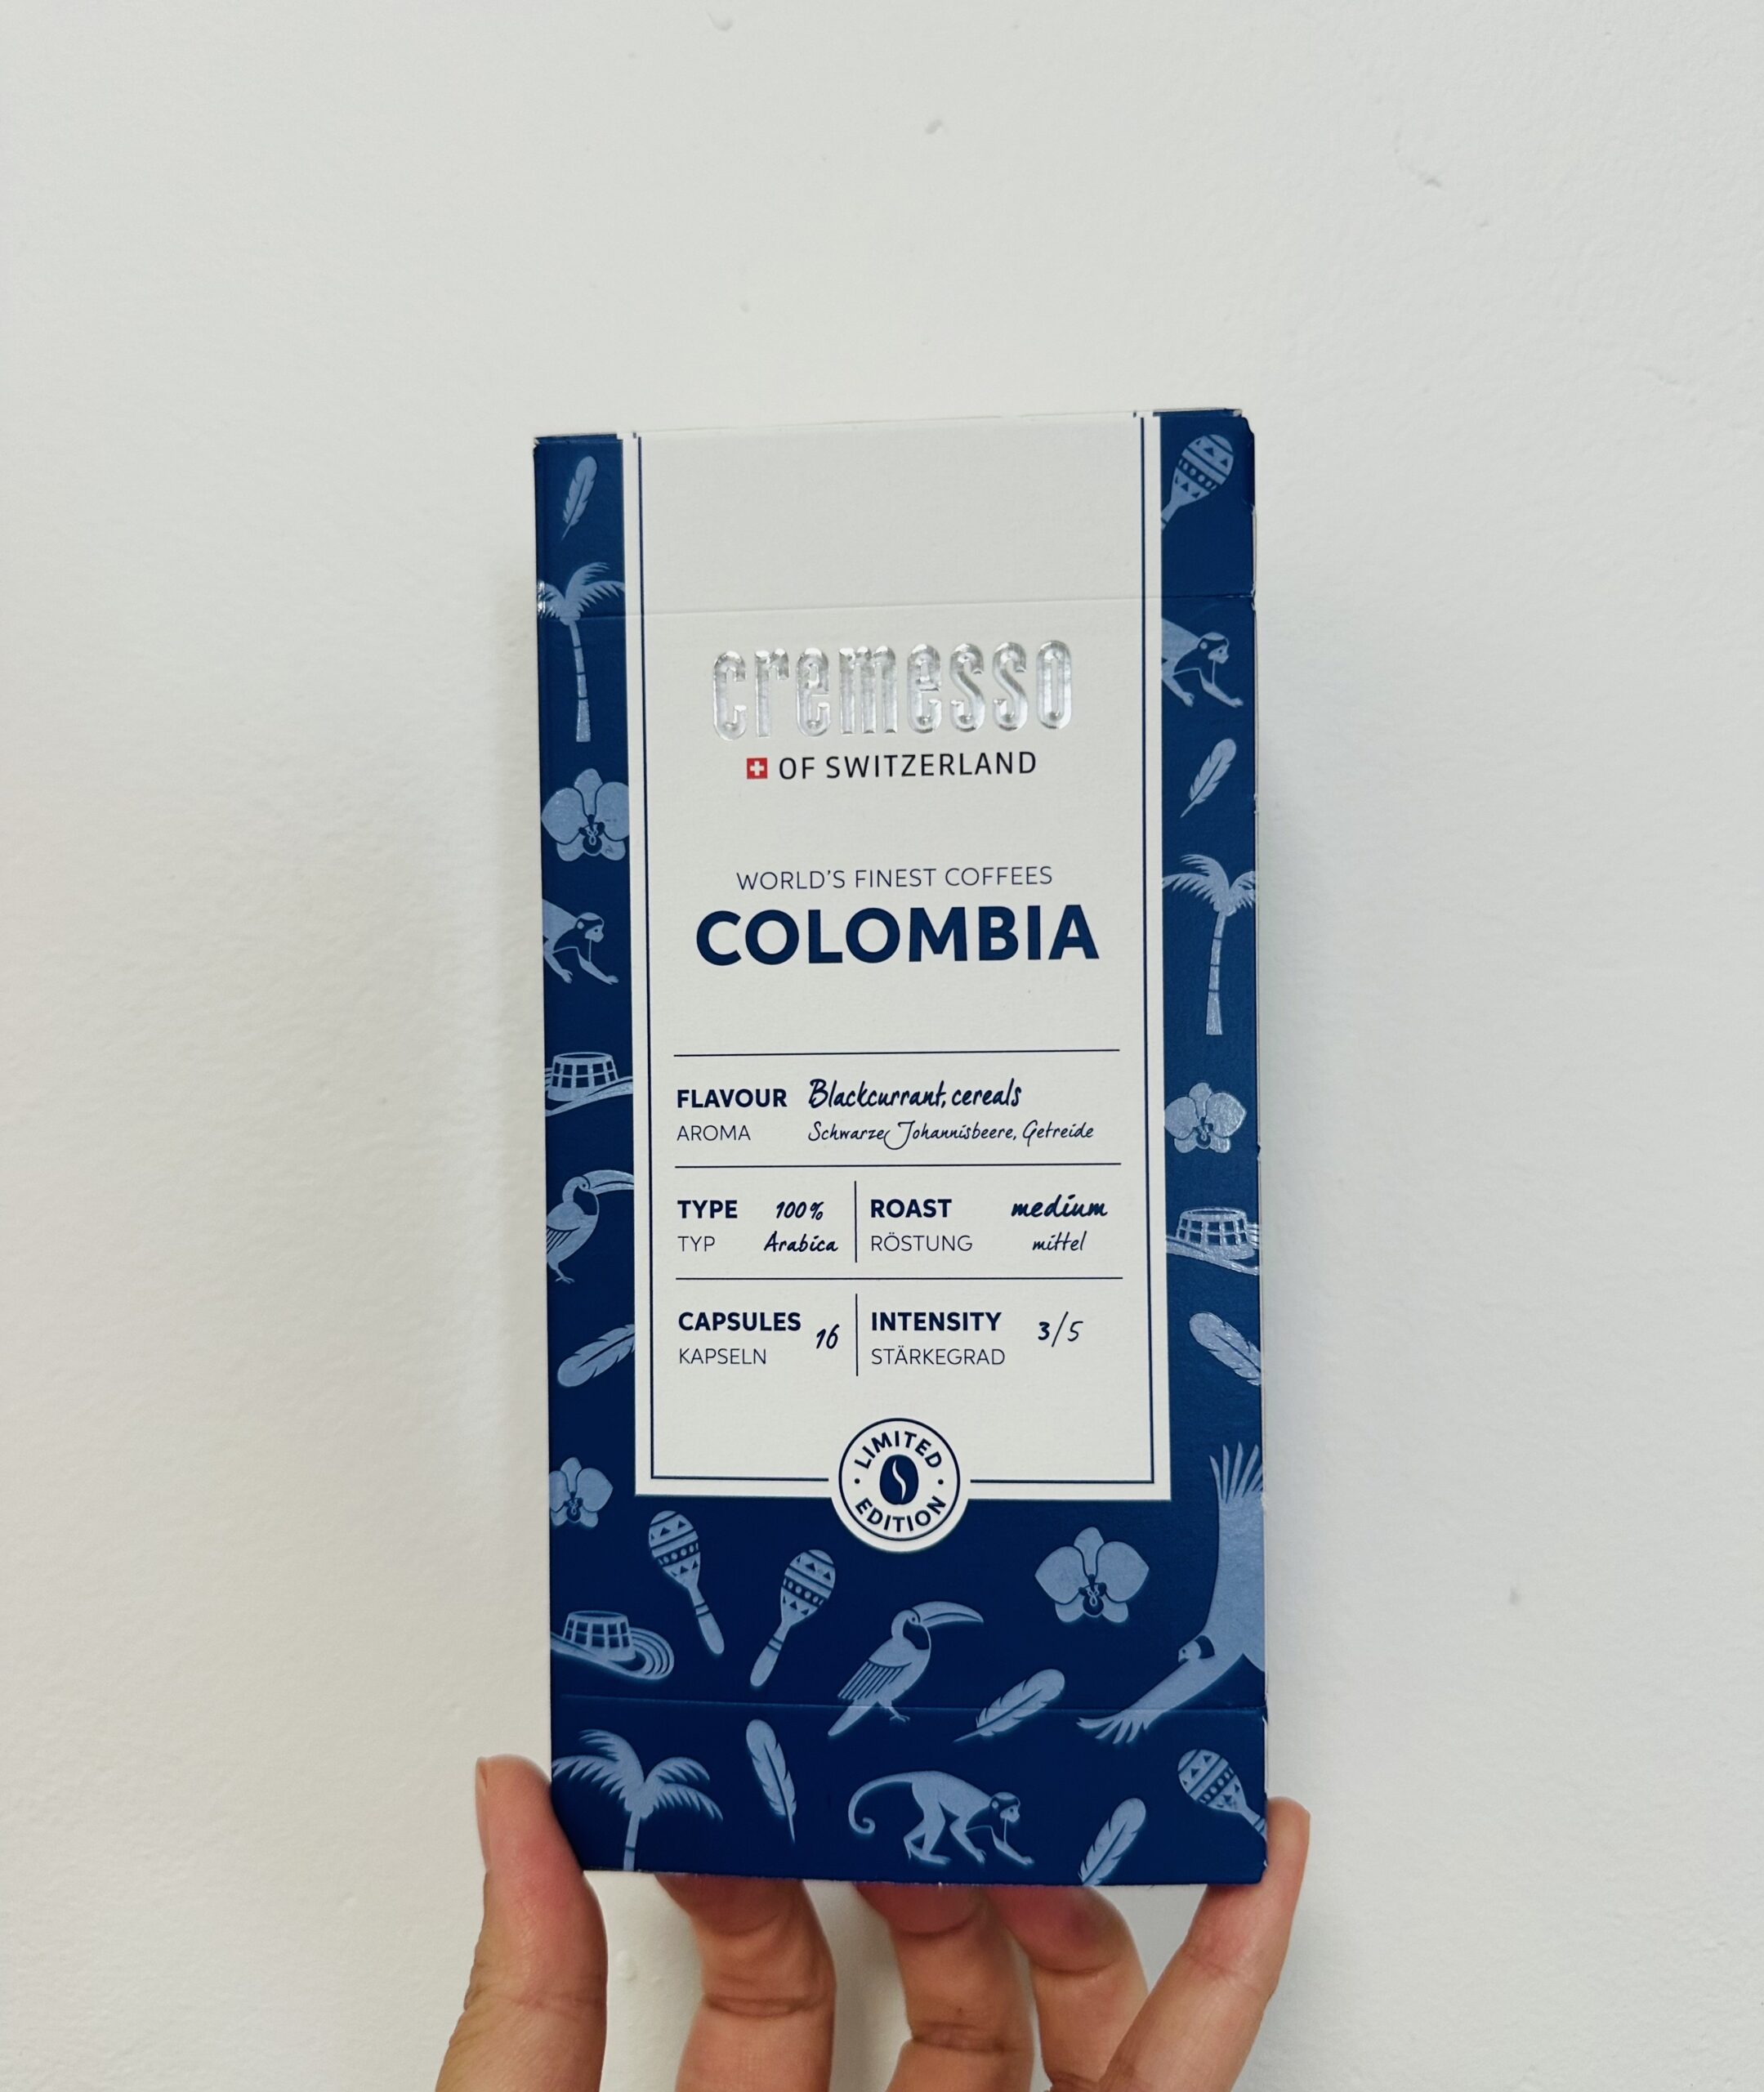 cremesso
OF SWITZERLAND
WORLD'S FINEST COFFEES
COLOMBIA
FLAVOUR Blackcurrant, cereals
AROMA Schwarze Johannisbeere, Getreide
TYPE 100% ROAST medium
TYP Arabica RÖSTUNG mittel
CAPSULES 16 INTENSITY 3/5
KAPSELN STÄRKEGRAD
LIMITED
EDITION